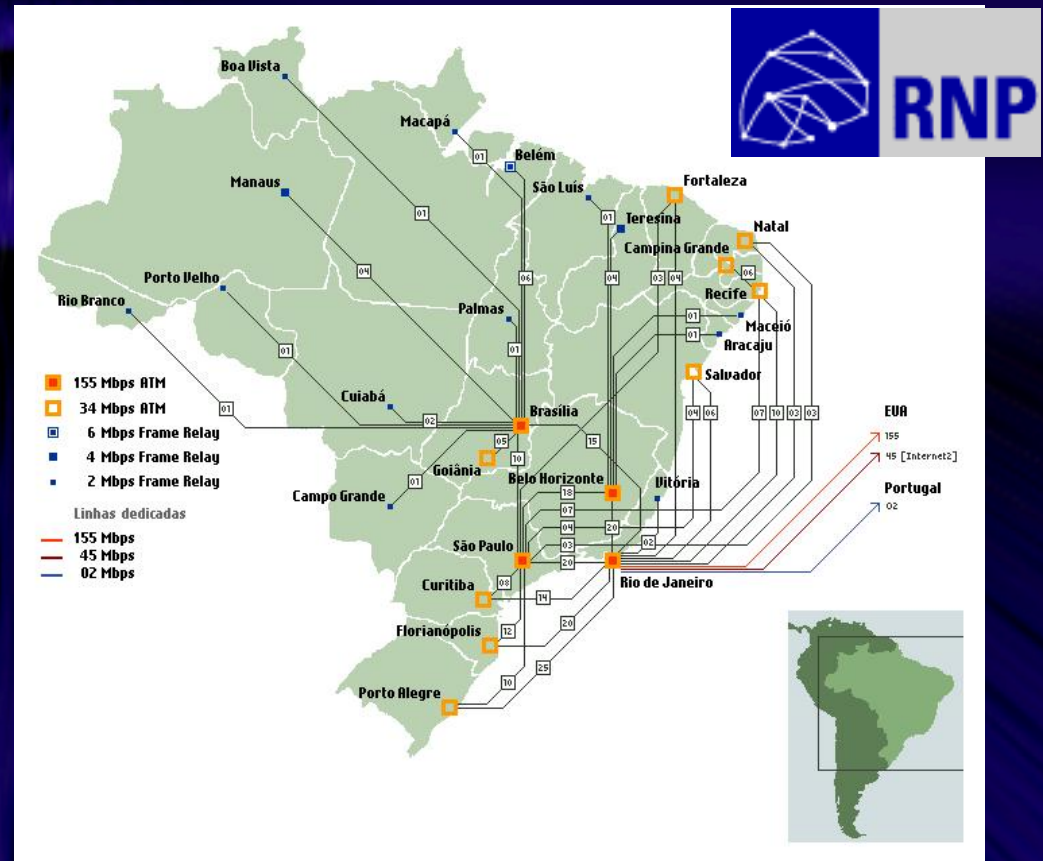 RNP
Boa Vista
Macapá
01
Belém
Manaus
São Luís
Fortaleza
01
01
Teresina
Natal
Campina Grande
04
06
04
03
04
06
Porto Velho
Recife
Rio Branco
Palmas
01
Maceió
01
Aracaju
01
01
Salvador
155 Mbps ATM
34 Mbps ATM
6 Mbps Frame Relay
4 Mbps Frame Relay
2 Mbps Frame Relay
Cuiabá
01
02
Brasília
04
06
07
10
03
03
EUA
155
45 [Internet2]
Portugal
02
05
15
10
Goiânia
Belo Horizonte
Vitória
01
Campo Grande
18
07
04
20
03
02
20
Linhas dedicadas
155 Mbps
45 Mbps
02 Mbps
São Paulo
Rio de Janeiro
Curitiba
08
14
Florianópolis
12
20
25
10
Porto Alegre